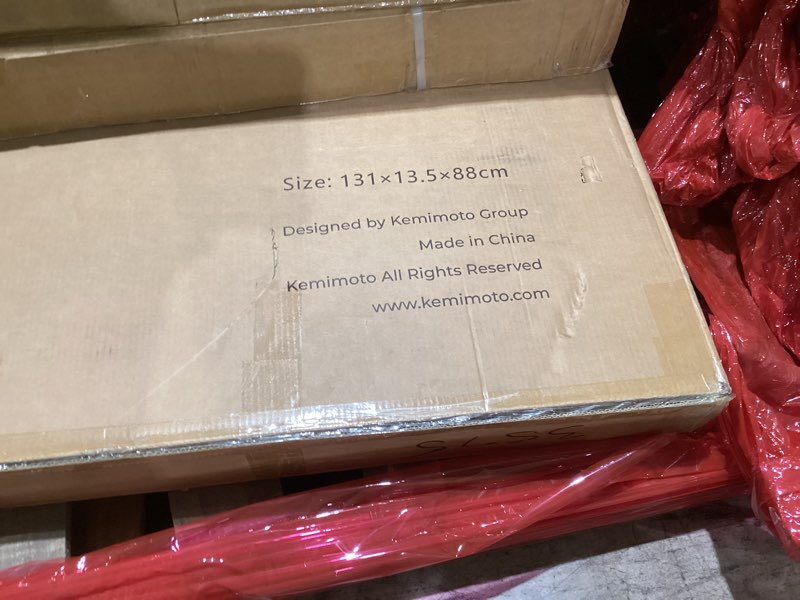 Size: 131×13.5×88cm
Designed by Kemimoto Group
Made in China
Kemimoto All Rights Reserved
www.kemimoto.com